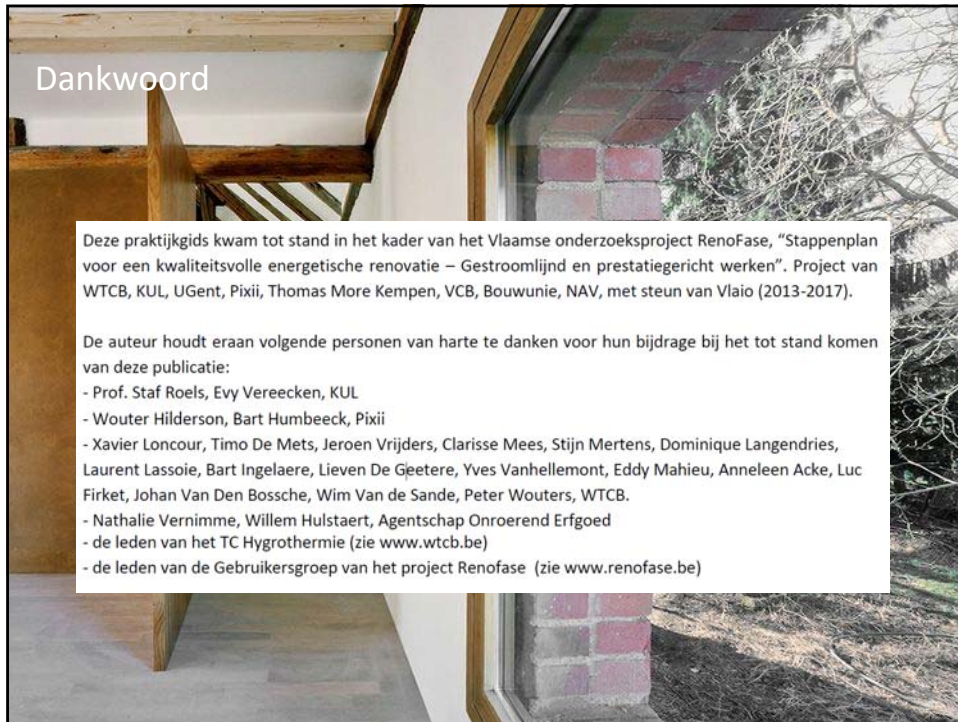 Dankwoord
Deze praktijkgids kwam tot stand in het kader van het Vlaamse onderzoeksproject RenoFase, “Stappenplan
voor een kwaliteitsvolle energetische renovatie – Gestroomlijnd en prestatiegericht werken”. Project van
WTCB, KUL, UGent, Pixii, Thomas More Kempen, VCB, Bouwunie, NAV, met steun van Vlaio (2013-2017).
De auteur houdt eraan volgende personen van harte te danken voor hun bijdrage bij het tot stand komen
van deze publicatie:
- Prof. Staf Roels, Evy Vereecken, KUL
- Wouter Hilderson, Bart Humbeeck, Pixii
- Xavier Loncour, Timo De Mets, Jeroen Vrijders, Clarisse Mees, Stijn Mertens, Dominique Langendries,
Laurent Lassoie, Bart Ingelaere, Lieven De Geetere, Yves Vanhellemont, Eddy Mahieu, Anneleen Acke, Luc
Firket, Johan Van Den Bossche, Wim Van de Sande, Peter Wouters, WTCB.
- Nathalie Vernimme, Willem Hulstaert, Agentschap Onroerend Erfgoed
- de leden van het TC Hygrothermie (zie www.wtcb.be)
- de leden van de Gebruikersgroep van het project Renofase (zie www.renofase.be)